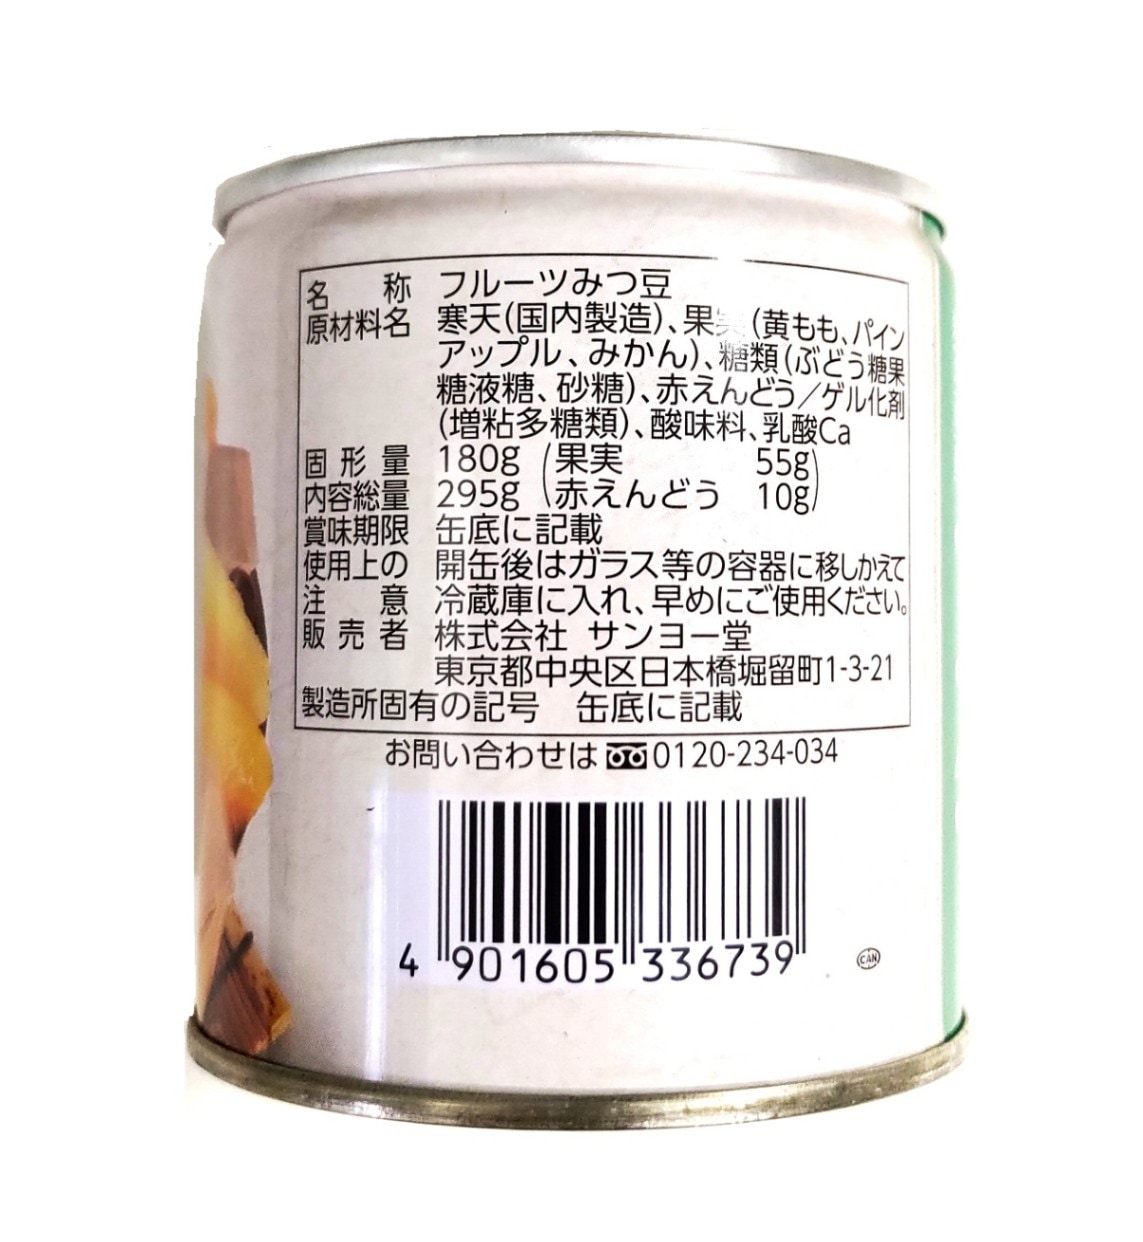 名称 フルーツみつ豆
原材料名 寒天(国内製造)、果実(黄もも、パイン
アップル、みかん)、糖類(ぶどう糖果
糖液糖、砂糖)、赤えんどう/ゲル化剤
(増粘多糖類)、酸味料、乳酸Ca
固形量 180g (果実 55g)
内容総量 295g (赤えんどう 10g)
賞味期限 缶底に記載
使用上の 開缶後はガラス等の容器に移しかえて
注意 冷蔵庫に入れ、早めにご使用ください。
販売者 株式会社 サンヨー堂
東京都中央区日本橋堀留町1-3-21
製造所固有の記号 缶底に記載
お問い合わせは 0120-234-034
4 901605 336739
CAN